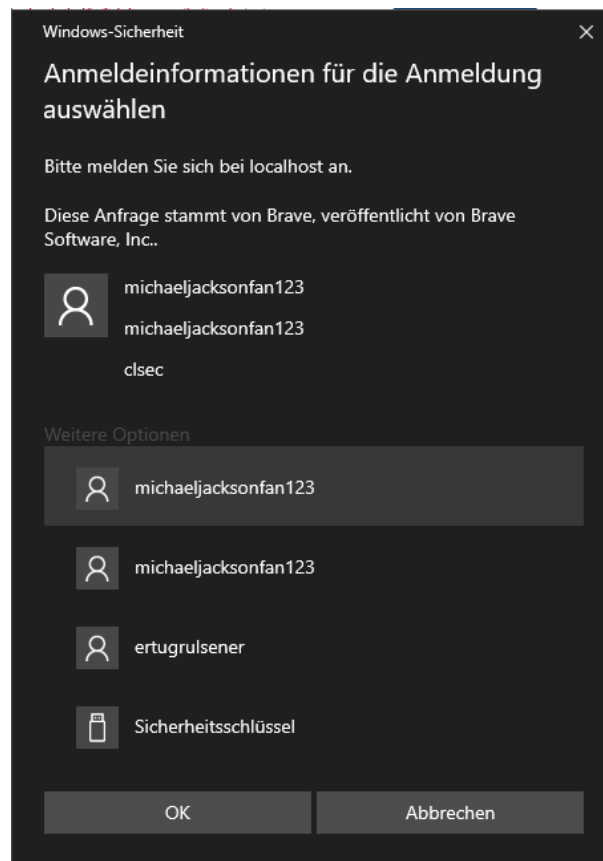 Windows-Sicherheit
Anmeldeinformationen für die Anmeldung
auswählen
Bitte melden Sie sich bei localhost an.
Diese Anfrage stammt von Brave, veröffentlicht von Brave
Software, Inc..
michaeljacksonfan123
michaeljacksonfan123
clsec
Weitere Optionen
michaeljacksonfan123
michaeljacksonfan123
ertugrulsener
Sicherheitsschlüssel
OK
Abbrechen